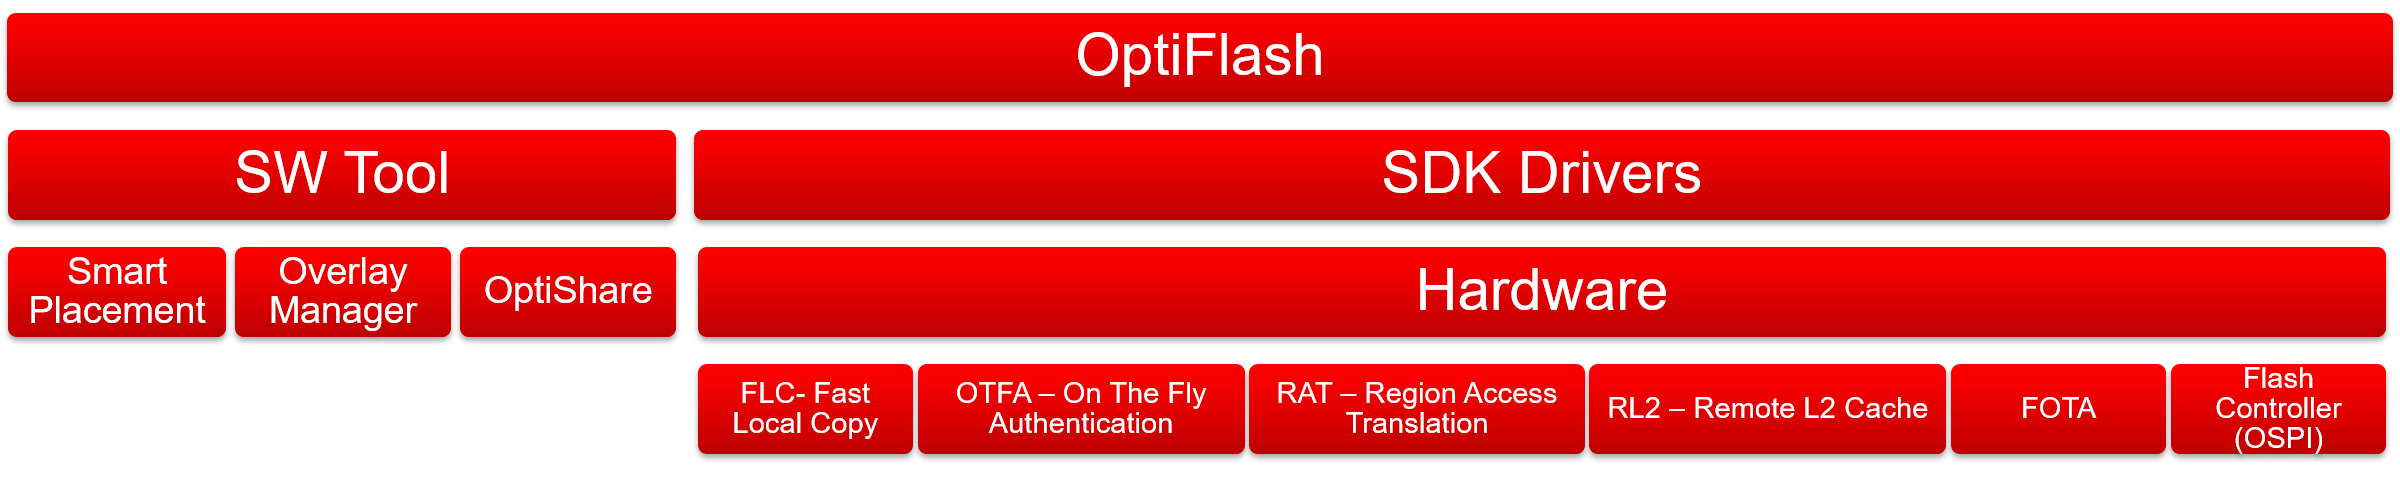 OptiFlash
SW Tool
SDK Drivers
Smart
Placement
Overlay
Manager
OptiShare
Hardware
FLC- Fast
Local Copy
OTFA – On The Fly
Authentication
RAT – Region Access
Translation
RL2 – Remote L2 Cache
FOTA
Flash
Controller
(OSPI)